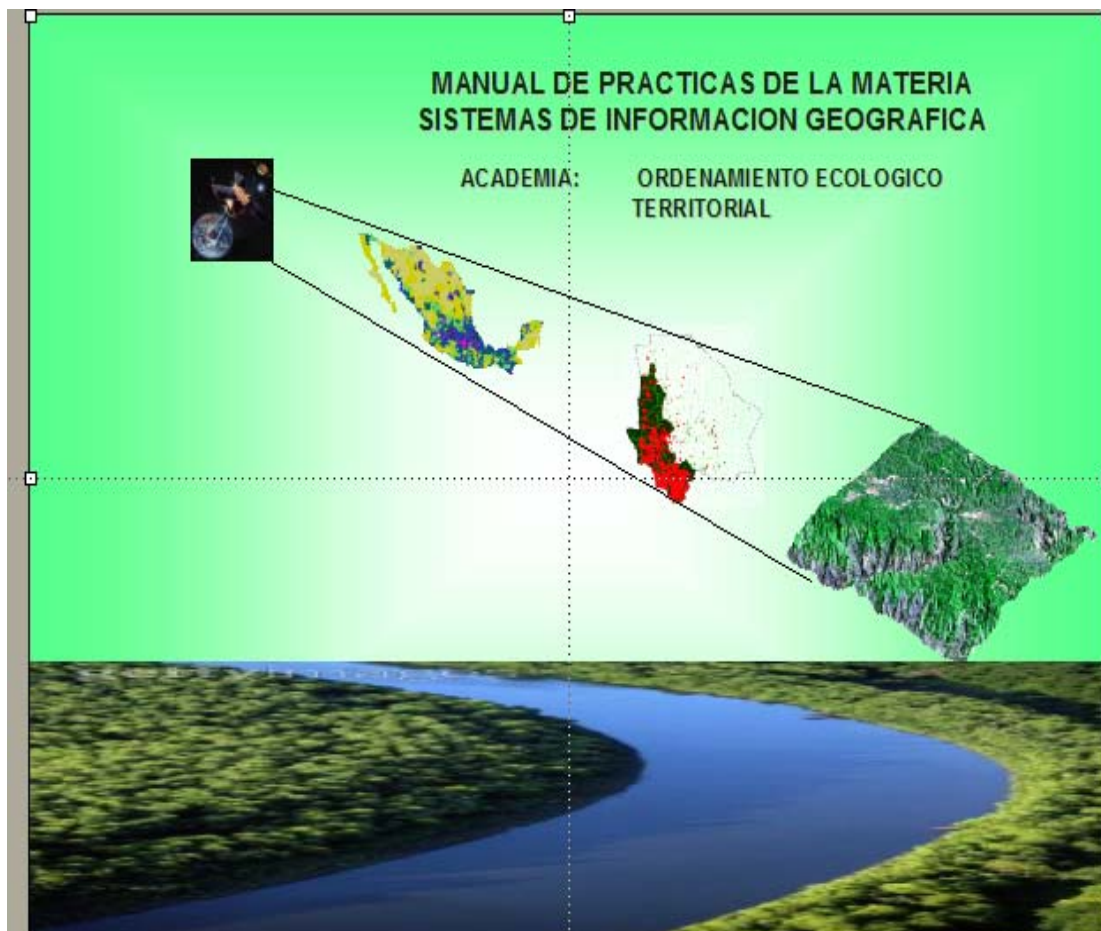 MANUAL DE PRACTICAS DE LA MATERIA
SISTEMAS DE INFORMACION GEOGRAFICA
ACADEMIA: ORDENAMIENTO ECOLOGICO
TERRITORIAL